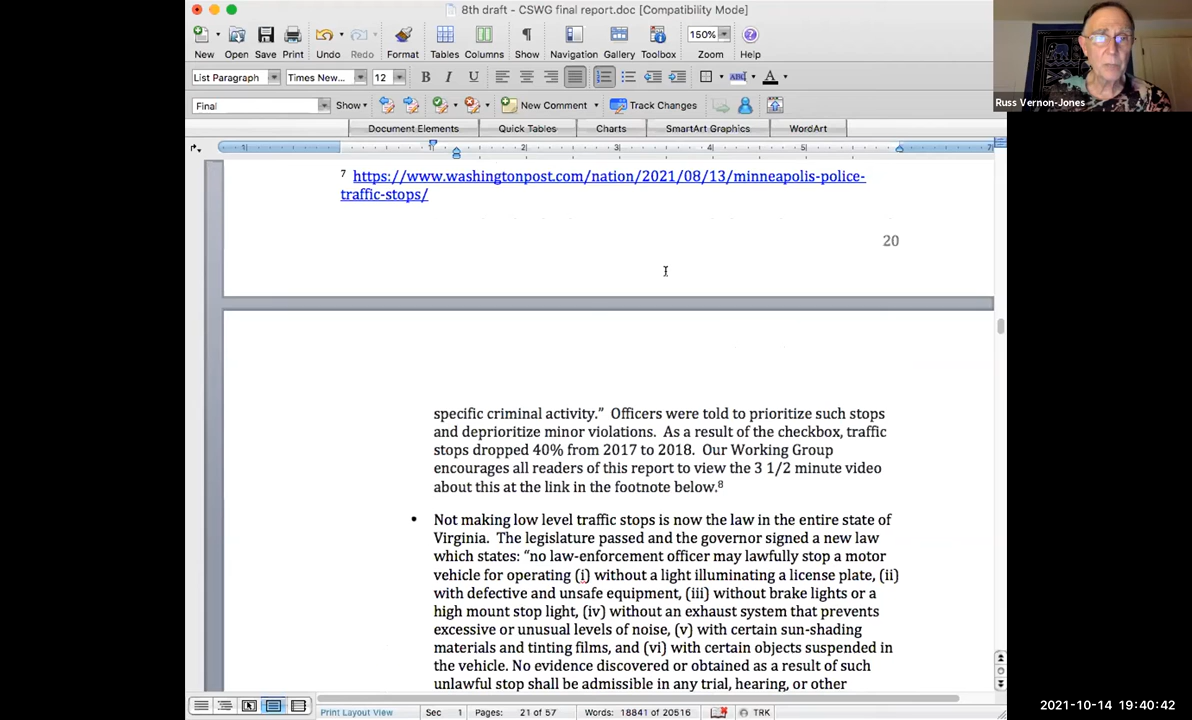 8th draft - CSWG final report.doc [Compatibility Mode]
150%
New Open Save Print Undo Redo Format Tables Columns Show Navigation Gallery Toolbox Zoom Help
List Paragraph Times New... 12 B I U A
Final Show New Comment Track Changes
Document Elements Quick Tables Charts SmartArt Graphics WordArt
Russ Vernon-Jones
7 https://www.washingtonpost.com/nation/2021/08/13/minneapolis-police-
traffic-stops/
20
specific criminal activity.” Officers were told to prioritize such stops
and deprioritize minor violations. As a result of the checkbox, traffic
stops dropped 40% from 2017 to 2018. Our Working Group
encourages all readers of this report to view the 3 1/2 minute video
about this at the link in the footnote below.8
• Not making low level traffic stops is now the law in the entire state of
Virginia. The legislature passed and the governor signed a new law
which states: “no law-enforcement officer may lawfully stop a motor
vehicle for operating (i) without a light illuminating a license plate, (ii)
with defective and unsafe equipment, (iii) without brake lights or a
high mount stop light, (iv) without an exhaust system that prevents
excessive or unusual levels of noise, (v) with certain sun-shading
materials and tinting films, and (vi) with certain objects suspended in
the vehicle. No evidence discovered or obtained as a result of such
unlawful stop shall be admissible in any trial, hearing, or other
Print Layout View Sec 1 Pages: 21 of 57 Words: 18841 of 20516 TRK
2021-10-14 19:40:42